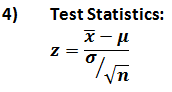 4) Test Statistics:
z = x̄ − μ / σ/√n